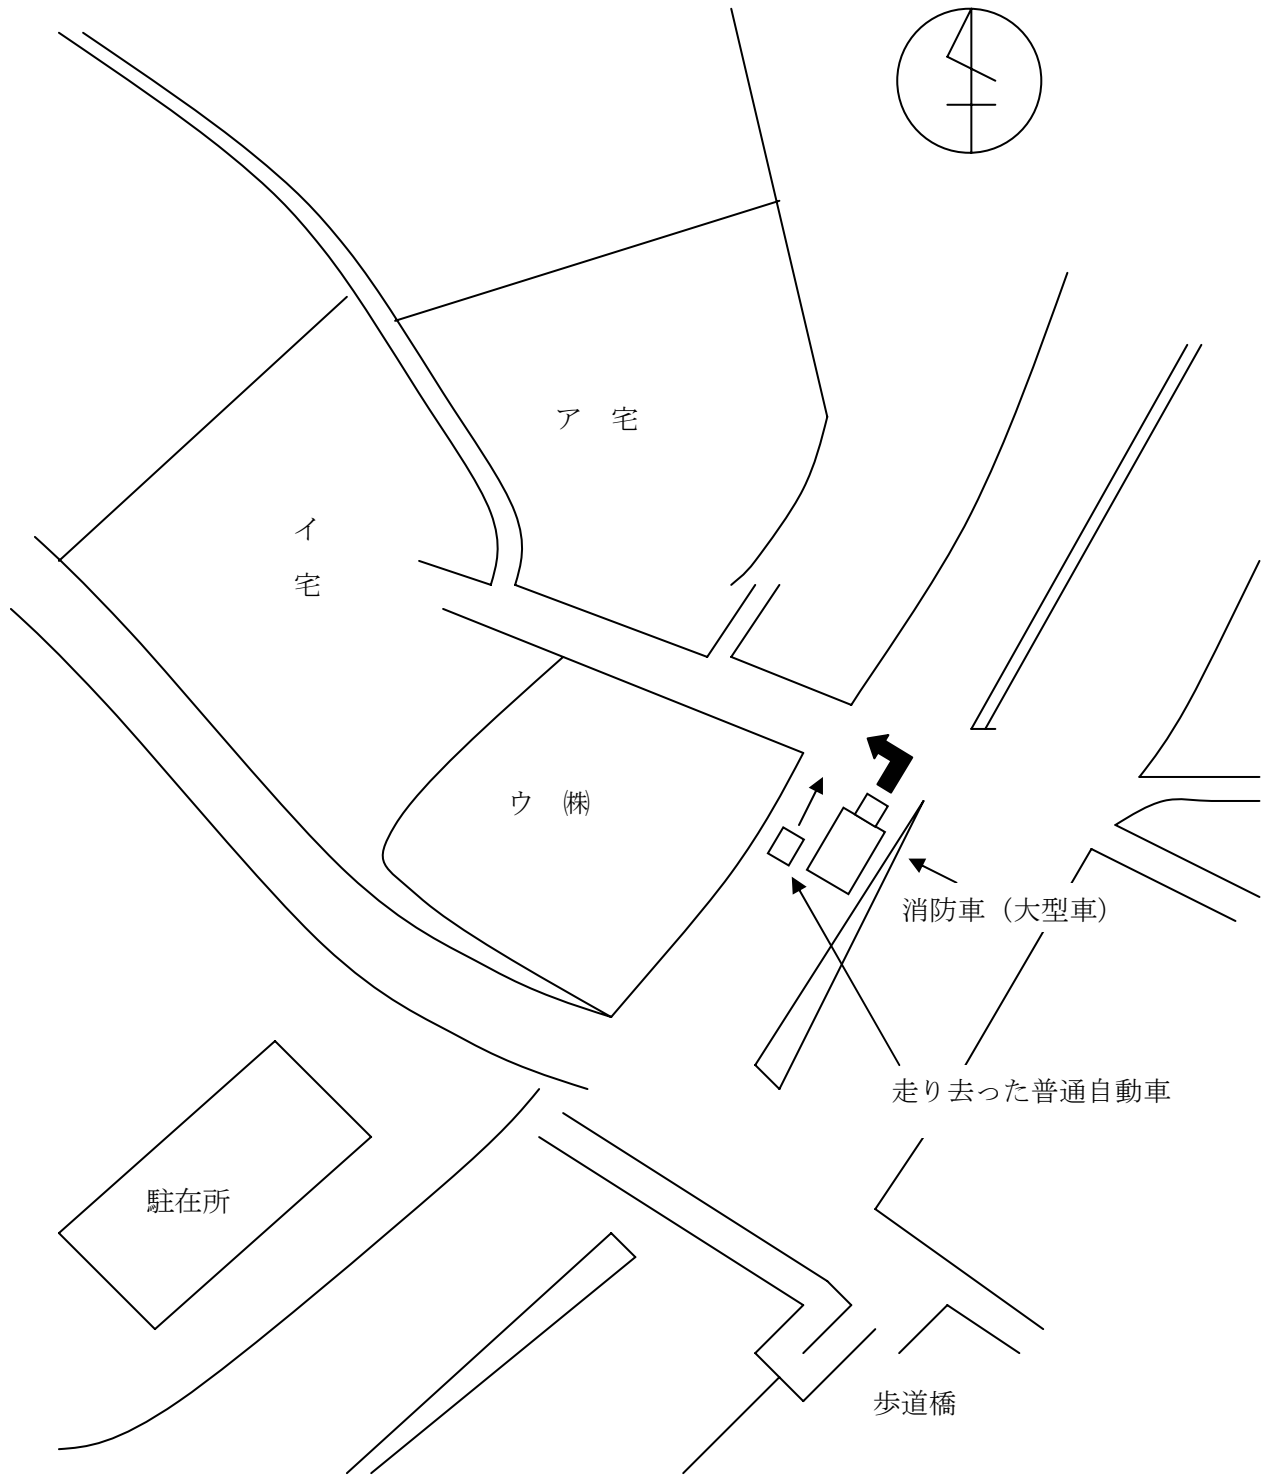 ア　宅
イ
宅
ウ　㈱
消防車（大型車）
走り去った普通自動車
駐在所
歩道橋